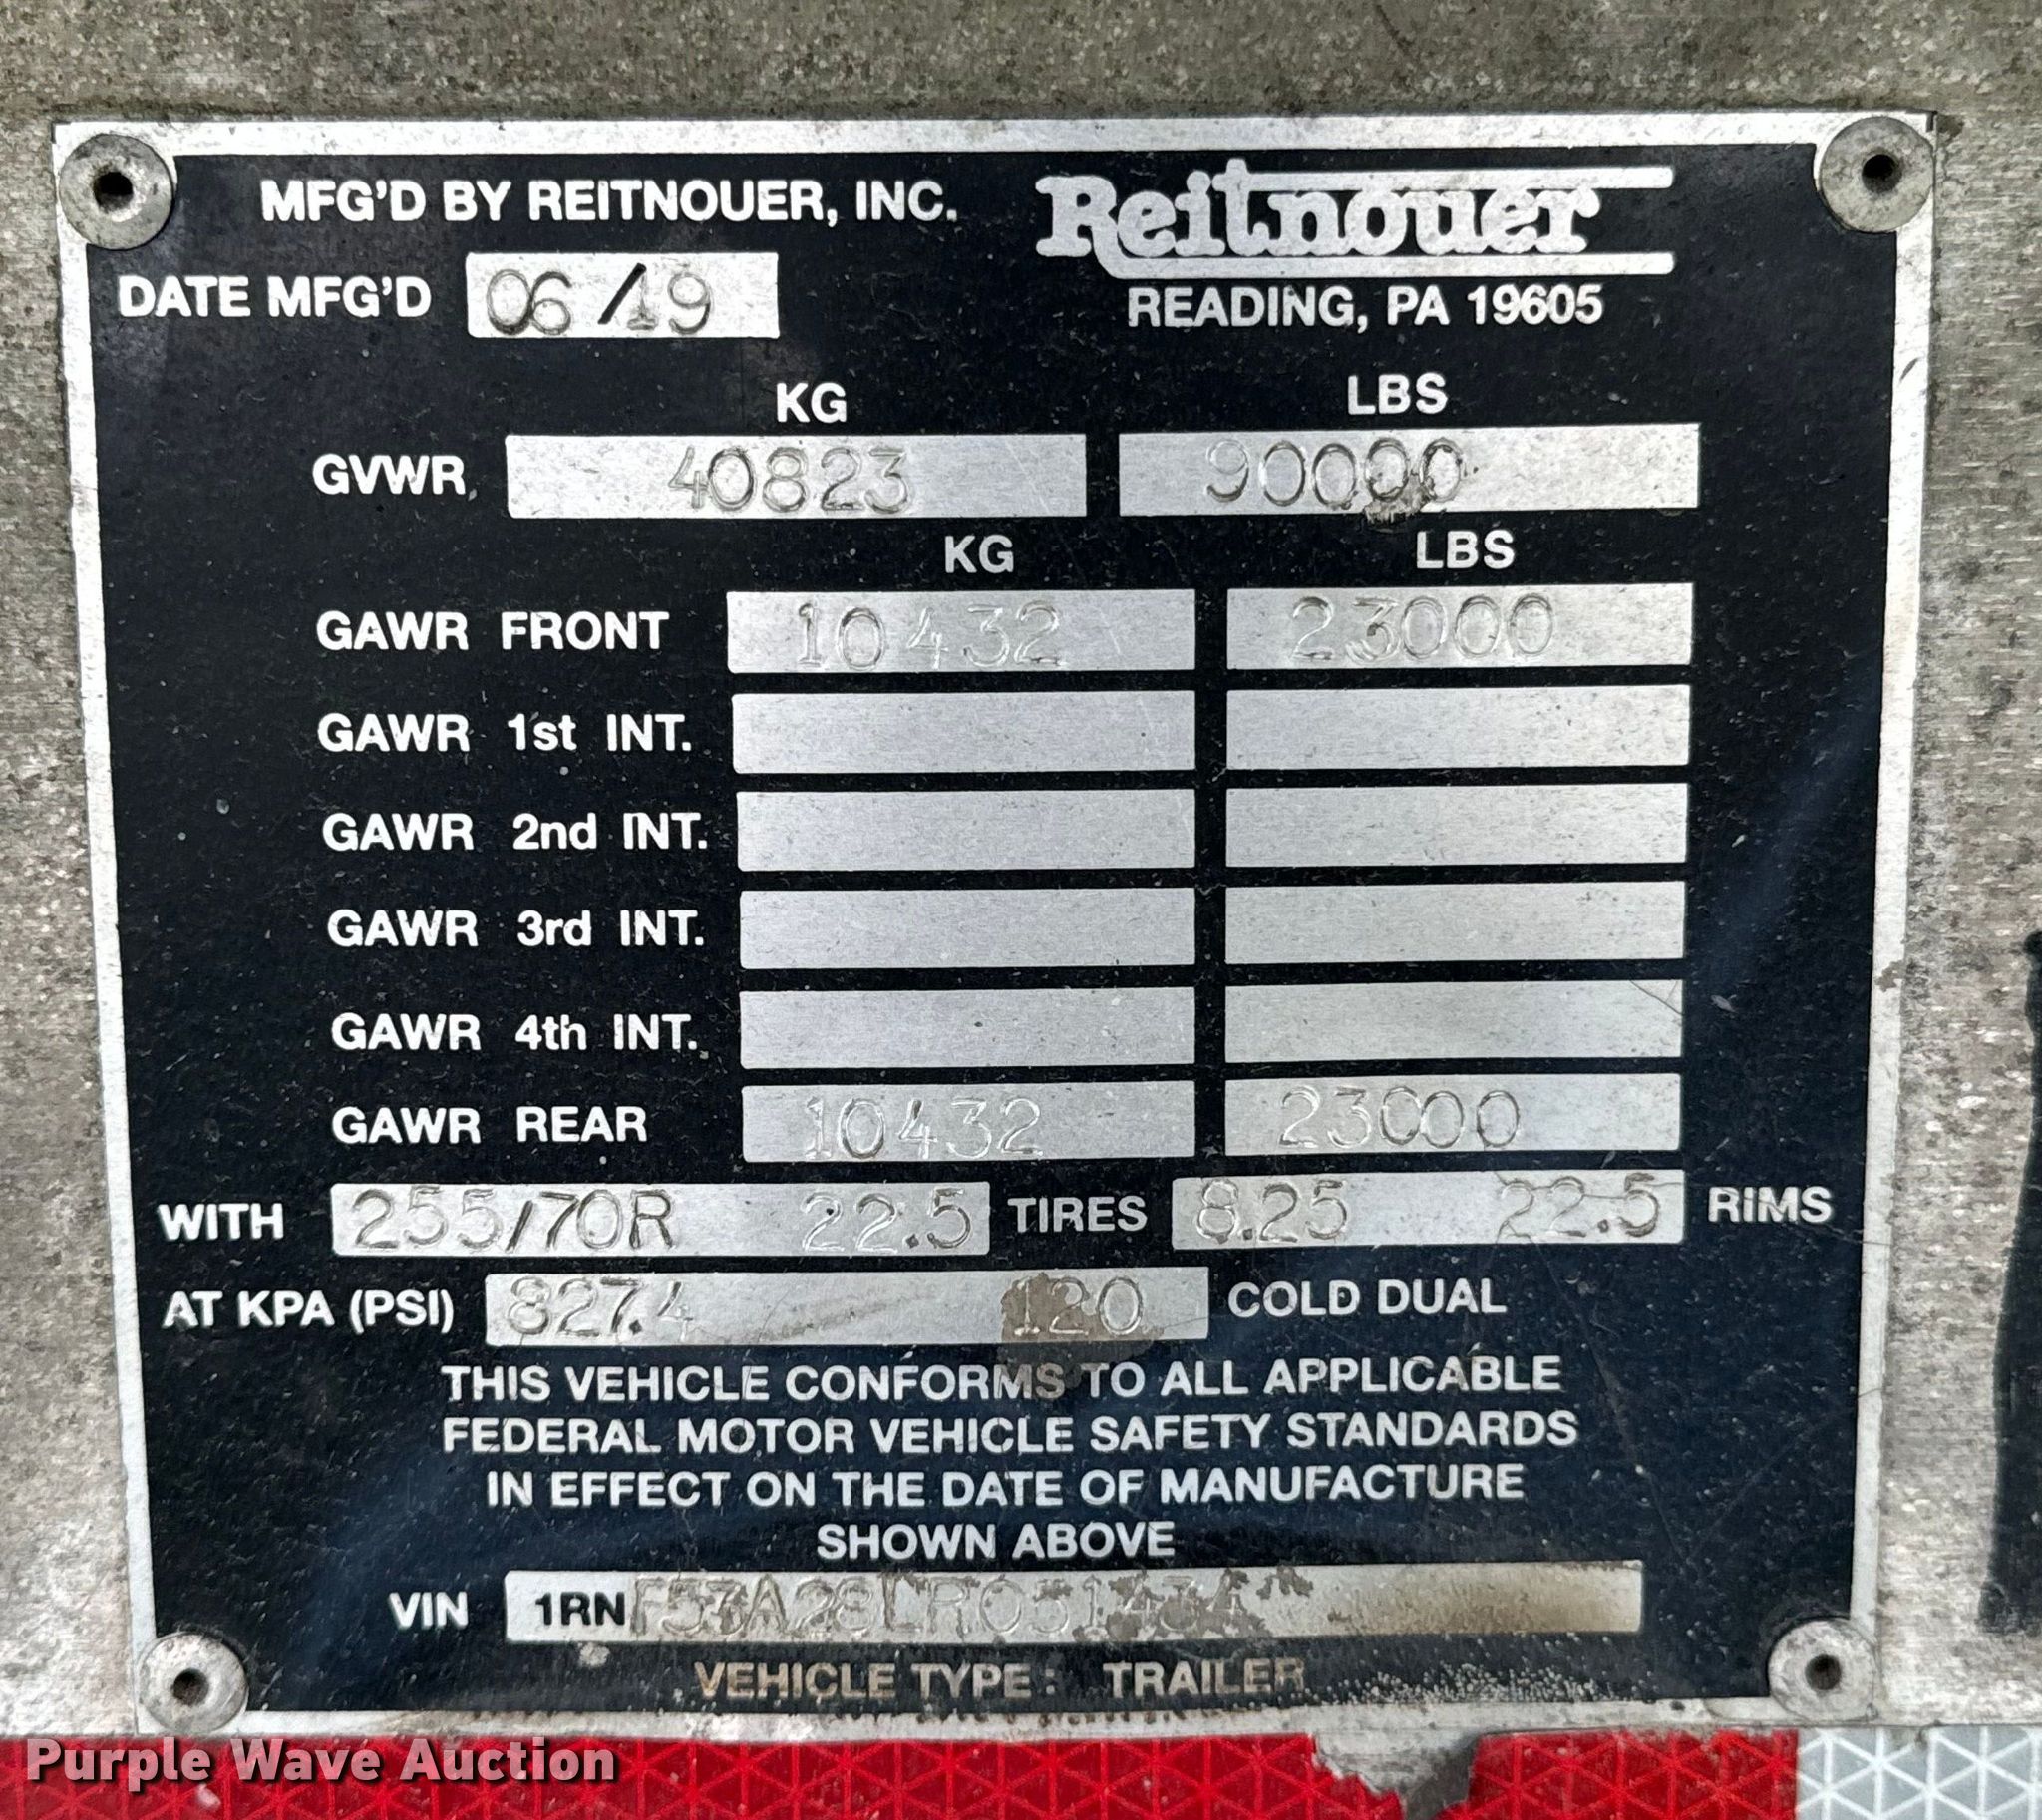 MFG'D BY REITNOUER, INC.
Reitnouer
DATE MFG'D 06/19
READING, PA 19605
KG LBS
GVWR 40823 90000
KG LBS
GAWR FRONT 10432 23000
GAWR 1st INT.
GAWR 2nd INT.
GAWR 3rd INT.
GAWR 4th INT.
GAWR REAR 10432 23000
WITH 255/70R 22.5 TIRES 8.25 22.5 RIMS
AT KPA (PSI) 827.4 120 COLD DUAL
THIS VEHICLE CONFORMS TO ALL APPLICABLE
FEDERAL MOTOR VEHICLE SAFETY STANDARDS
IN EFFECT ON THE DATE OF MANUFACTURE
SHOWN ABOVE
VIN 1RNF53A28LR051434
VEHICLE TYPE: TRAILER
Purple Wave Auction